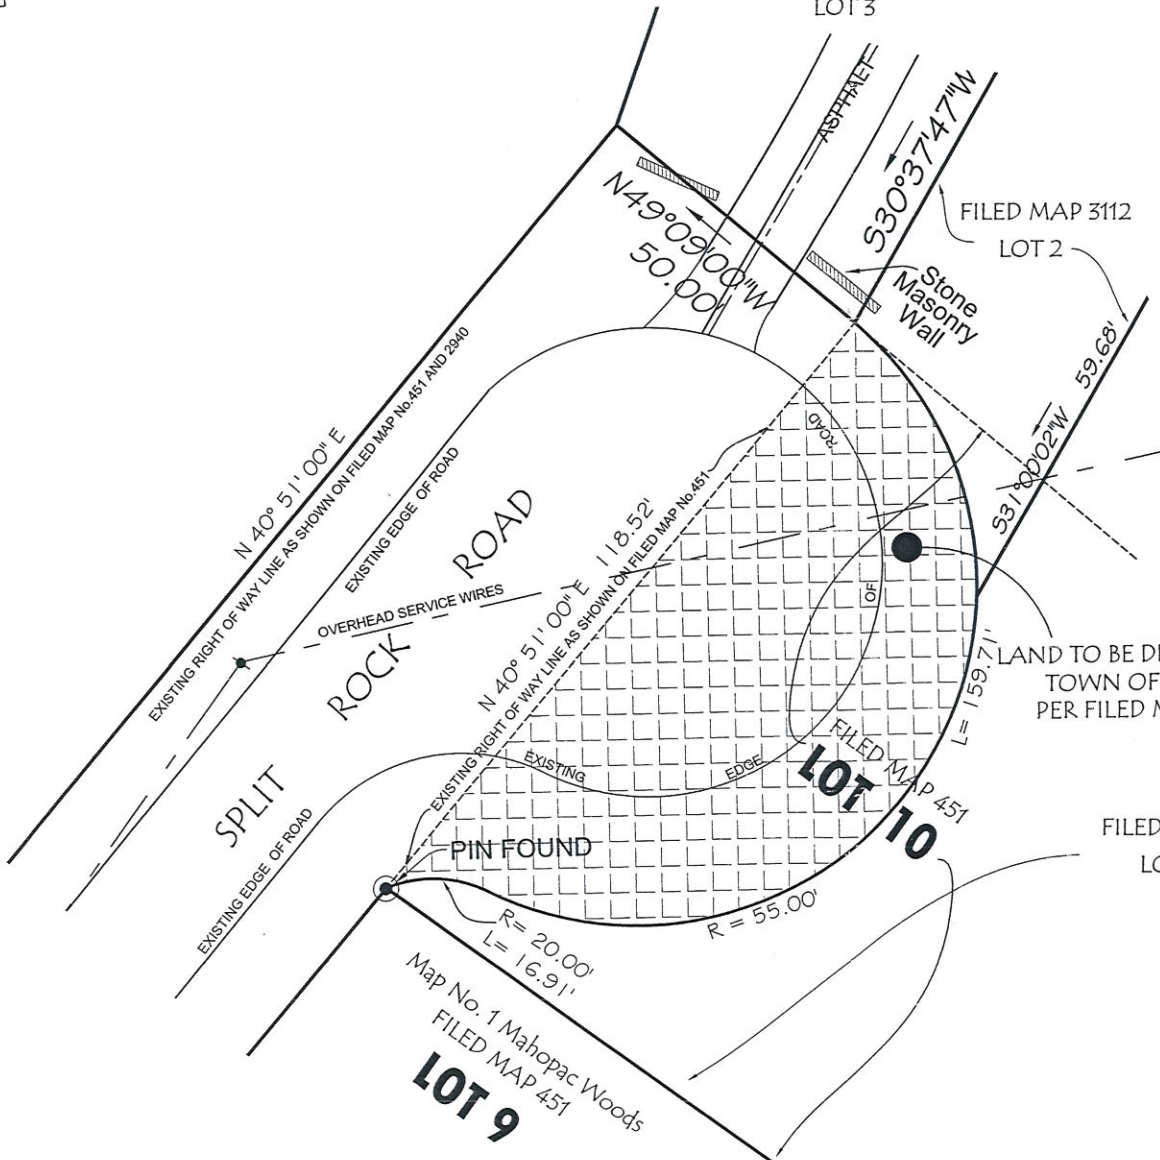 LOT 3
ASPHALT
S30°37'47"W
FILED MAP 3112
LOT 2
N49°09'00"W
50.00'
Stone
Masonry
Wall
59.68'
S31°00'02"W
N 40° 51' 00" E
EXISTING RIGHT OF WAY LINE AS SHOWN ON FILED MAP No.451 AND 2940
EXISTING EDGE OF ROAD
SPLIT ROCK ROAD
OVERHEAD SERVICE WIRES
N 40° 51' 00" E 118.52'
EXISTING RIGHT OF WAY LINE AS SHOWN ON FILED MAP No.451
EXISTING EDGE OF ROAD
LAND TO BE
TOWN OF
PER FILED
L= 159.71'
FILED MAP 451
LOT 10
FILED
EXISTING EDGE OF ROAD
PIN FOUND
R = 55.00'
R= 20.00'
L= 16.91'
Map No. 1 Mahopac Woods
FILED MAP 451
LOT 9